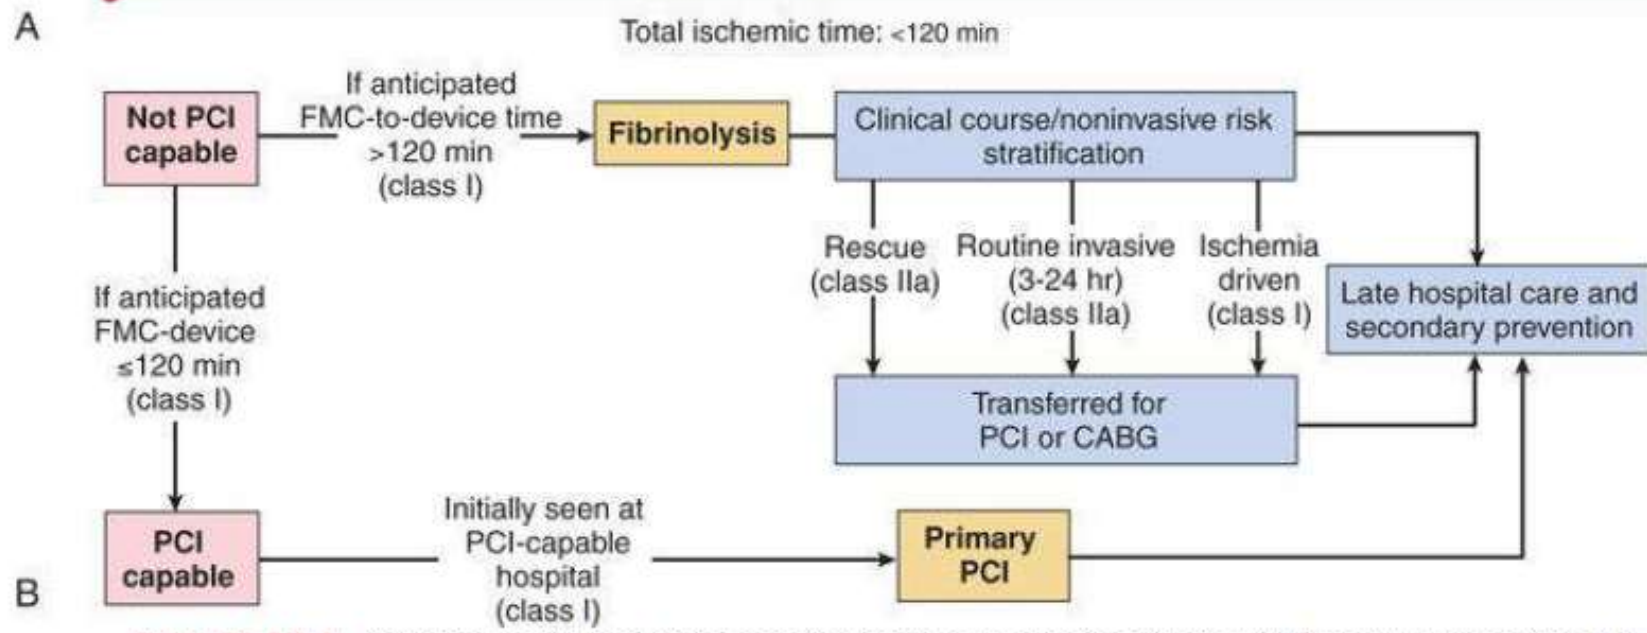 A
Total ischemic time: <120 min
Not PCI
capable
If anticipated
FMC-to-device time
>120 min
(class I)
Fibrinolysis
Clinical course/noninvasive risk
stratification
Rescue
(class IIa)
Routine invasive
(3-24 hr)
(class IIa)
Ischemia
driven
(class I)
Late hospital care and
secondary prevention
If anticipated
FMC-device
≤120 min
(class I)
Transferred for
PCI or CABG
PCI
capable
Initially seen at
PCI-capable
hospital
(class I)
Primary
PCI
B